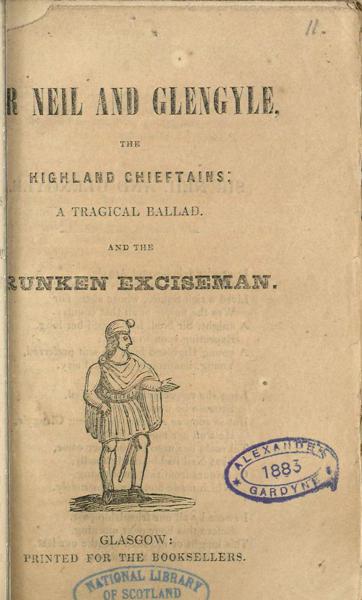 11.
R NEIL AND GLENGYLE,
THE
HIGHLAND CHIEFTAINS:
A TRAGICAL BALLAD.
AND THE
RUNKEN EXCISEMAN.
ALEXANDER
1883
GARDYNE
GLASGOW:
PRINTED FOR THE BOOKSELLERS.
NATIONAL LIBRARY
OF SCOTLAND